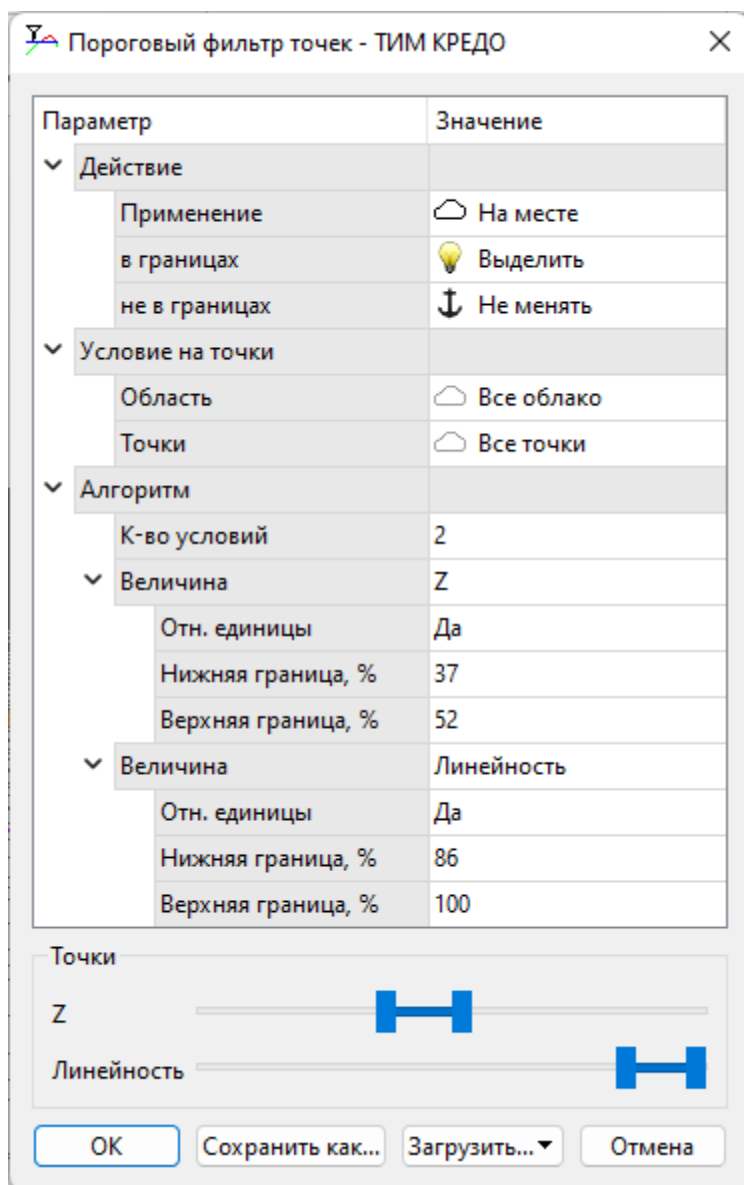 Пороговый фильтр точек - ТИМ КРЕДО
Параметр Значение
Действие
Применение На месте
в границах Выделить
не в границах Не менять
Условие на точки
Область Все облако
Точки Все точки
Алгоритм
К-во условий 2
Величина Z
Отн. единицы Да
Нижняя граница, % 37
Верхняя граница, % 52
Величина Линейность
Отн. единицы Да
Нижняя граница, % 86
Верхняя граница, % 100
Точки
Z
Линейность
ОК Сохранить как... Загрузить... Отмена